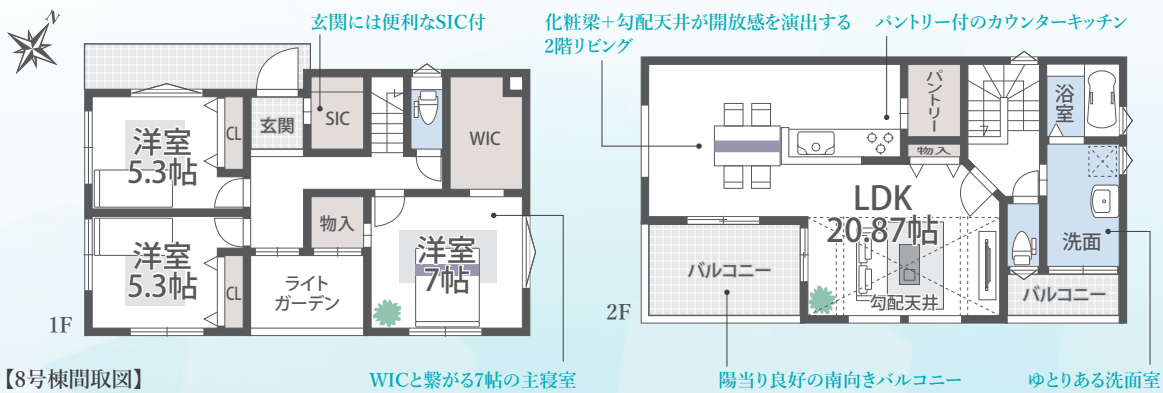 N
玄関には便利なSIC付
化粧梁+勾配天井が開放感を演出する
2階リビング
パントリー付のカウンターキッチン
洋室
5.3帖
CL
玄関
SIC
WIC
洋室
5.3帖
CL
物入
ライト
ガーデン
洋室
7帖
1F
パントリー
物入
浴室
LDK
20.87帖
洗面
バルコニー
勾配天井
バルコニー
2F
【8号棟間取図】
WICと繋がる7帖の主寝室
陽当り良好の南向きバルコニー
ゆとりある洗面室